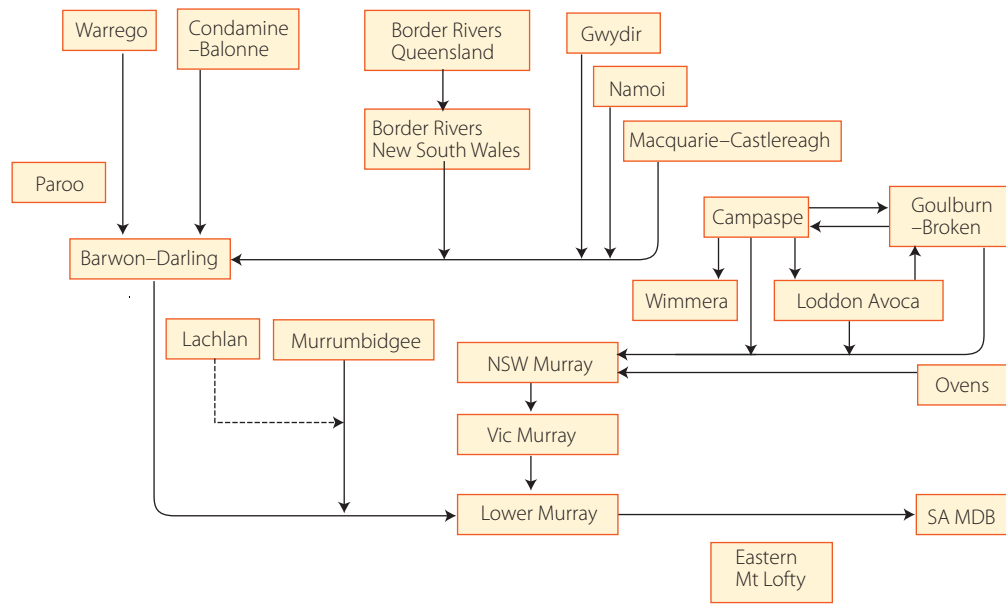 Warrego
Condamine
–Balonne
Border Rivers
Queensland
Gwydir
Namoi
Border Rivers
New South Wales
Macquarie–Castlereagh
Paroo
Campaspe
Goulburn
–Broken
Barwon–Darling
Wimmera
Loddon Avoca
Lachlan
Murrumbidgee
NSW Murray
Ovens
Vic Murray
Lower Murray
SA MDB
Eastern
Mt Lofty